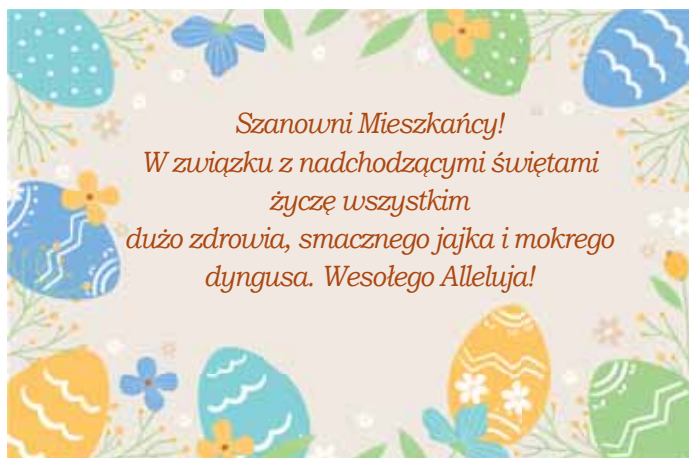 Szanowni Mieszkańcy!
W związku z nadchodzącymi świętami
życzę wszystkim
dużo zdrowia, smacznego jajka i mokrego
dyngusa. Wesołego Alleluja!